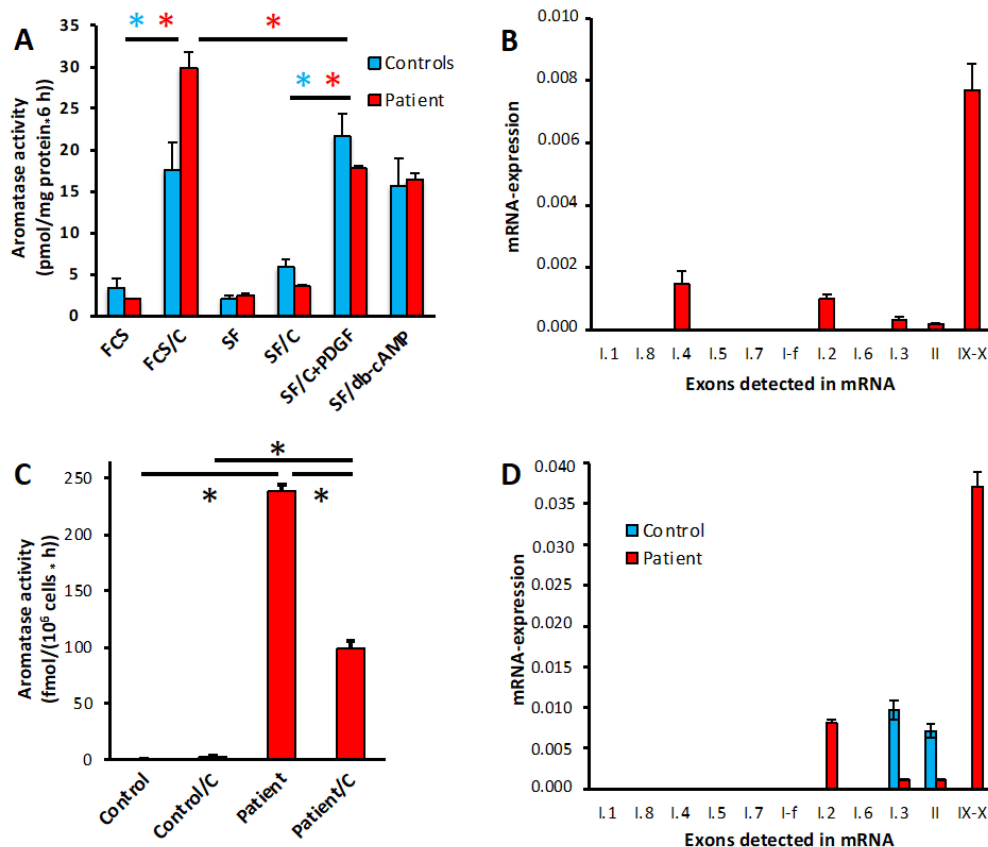 A
* *
*
* *
Controls
Patient
Aromatase activity
(pmol/mg protein*6 h))
35
30
25
20
15
10
5
0
FCS
FCS/C
SF
SF/C
SF/C+PDGF
SF/db-cAMP
B
mRNA-expression
0.010
0.008
0.006
0.004
0.002
0.000
I.1 I.8 I.4 I.5 I.7 I-f I.2 I.6 I.3 II IX-X
Exons detected in mRNA
C
*
* *
Aromatase activity
(fmol/(10⁶ cells * h))
250
200
150
100
50
0
Control
Control/C
Patient
Patient/C
D
Control
Patient
mRNA-expression
0.040
0.035
0.030
0.025
0.020
0.015
0.010
0.005
0.000
I.1 I.8 I.4 I.5 I.7 I-f I.2 I.6 I.3 II IX-X
Exons detected in mRNA